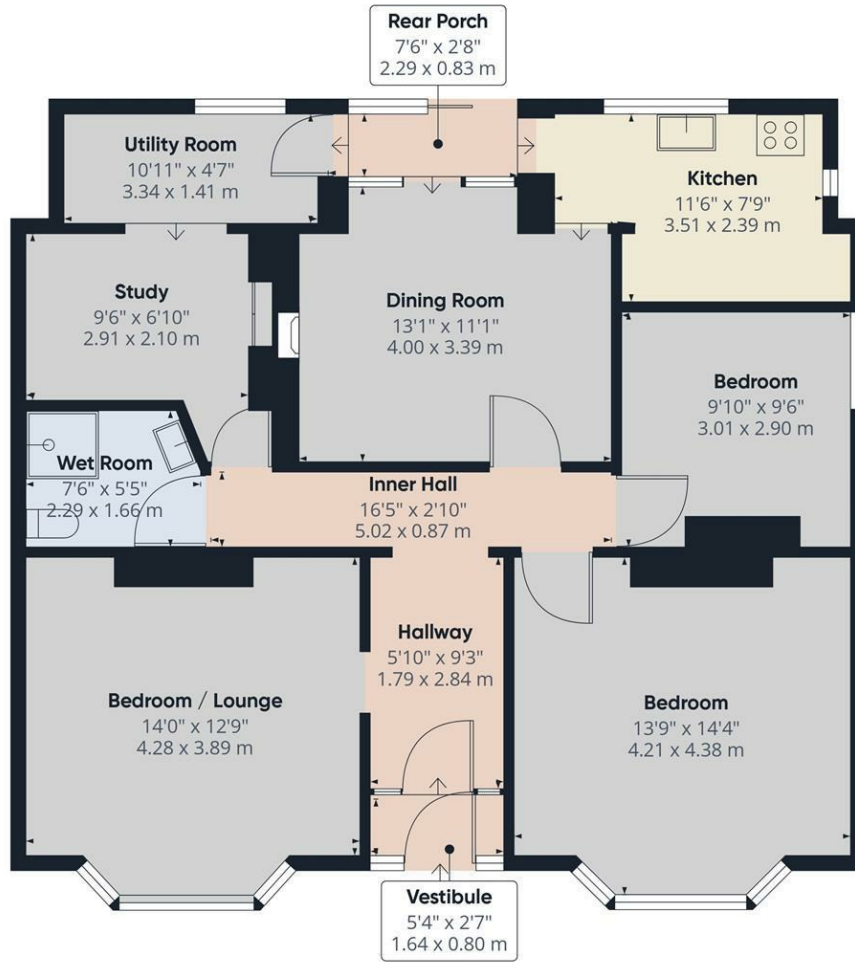 Rear Porch
7'6" x 2'8"
2.29 x 0.83 m
Utility Room
10'11" x 4'7"
3.34 x 1.41 m
Kitchen
11'6" x 7'9"
3.51 x 2.39 m
Study
9'6" x 6'10"
2.91 x 2.10 m
Dining Room
13'1" x 11'1"
4.00 x 3.39 m
Bedroom
9'10" x 9'6"
3.01 x 2.90 m
Wet Room
7'6" x 5'5"
2.29 x 1.66 m
Inner Hall
16'5" x 2'10"
5.02 x 0.87 m
Hallway
5'10" x 9'3"
1.79 x 2.84 m
Bedroom / Lounge
14'0" x 12'9"
4.28 x 3.89 m
Bedroom
13'9" x 14'4"
4.21 x 4.38 m
Vestibule
5'4" x 2'7"
1.64 x 0.80 m